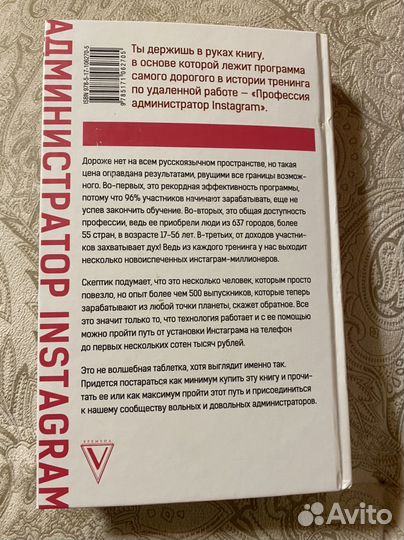 АДМИНИСТРАТОР INSTAGRAM
Ты держишь в руках книгу,
в основе которой лежит программа
самого дорогого в истории тренинга
по удаленной работе – «Профессия
администратор Instagram».
Дороже нет на всем русскоязычном пространстве, но такая
цена оправдана результатами, рвущими все границы возмож-
ного. Во-первых, это рекордная эффективность программы,
потому что 96% участников начинают зарабатывать, еще не
успев закончить обучение. Во-вторых, это общая доступность
профессии, ведь ее приобрели люди из 637 городов, более
55 стран, в возрасте 17-56 лет. В-третьих, от доходов участни-
ков захватывает дух! Ведь из каждого тренинга у нас выходит
несколько новоиспеченных инстаграм-миллионеров.
Скептик подумает, что это несколько человек, которым просто
повезло, но опыт более чем 500 выпускников, которые теперь
зарабатывают из любой точки планеты, скажет обратное. Все
это значит только то, что технология работает и с ее помощью
можно пройти путь от установки Инстаграма на телефон
до первых нескольких сотен тысяч рублей.
Это не волшебная таблетка, хотя выглядит именно так.
Придется постараться как минимум купить эту книгу и прочи-
тать ее или как максимум пройти этот путь и присоединиться
к нашему сообществу вольных и довольных администраторов.
Avito